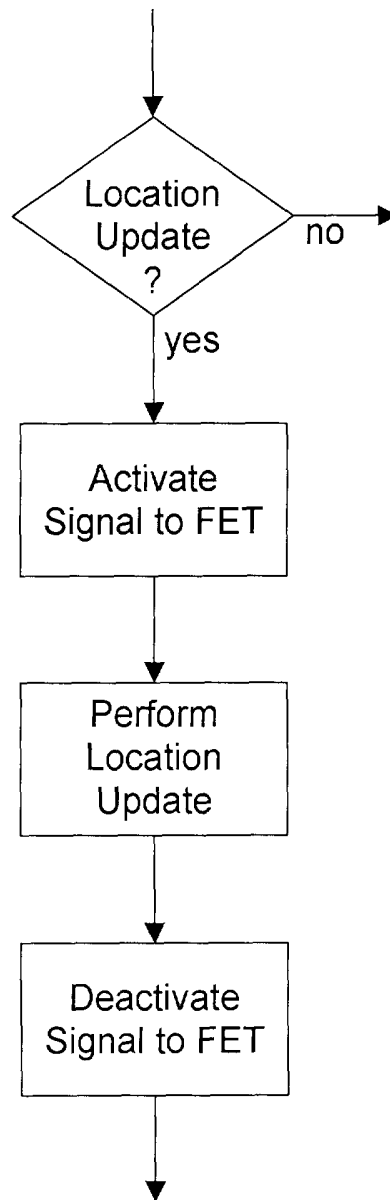 Location
Update
?
no
yes
Activate
Signal to FET
Perform
Location
Update
Deactivate
Signal to FET